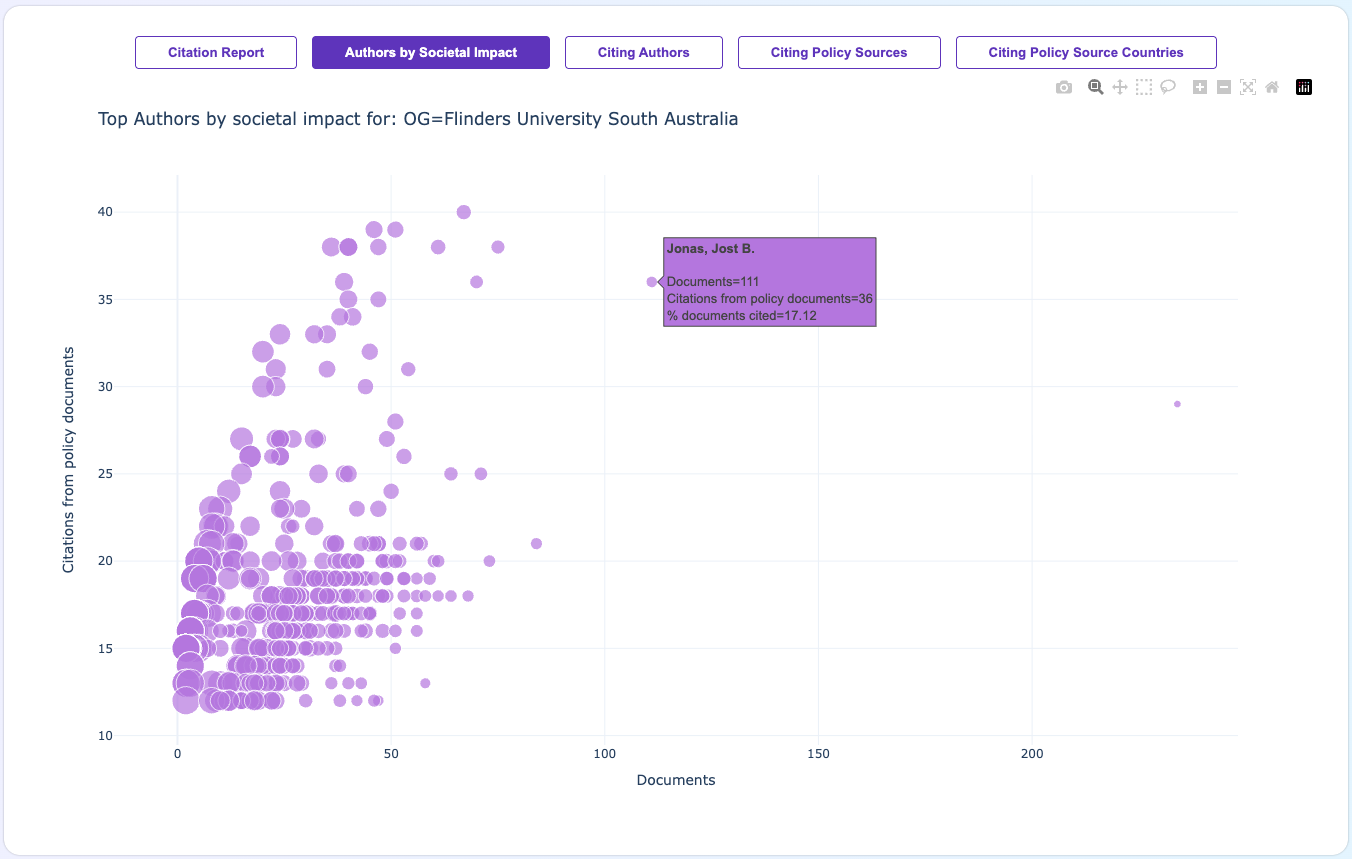 Citation Report
Authors by Societal Impact
Citing Authors
Citing Policy Sources
Citing Policy Source Countries
Top Authors by societal impact for: OG=Flinders University South Australia
40
35
30
25
20
15
10
Citations from policy documents
Jonas, Jost B.
Documents=111
Citations from policy documents=36
% documents cited=17.12
0
50
100
150
200
Documents